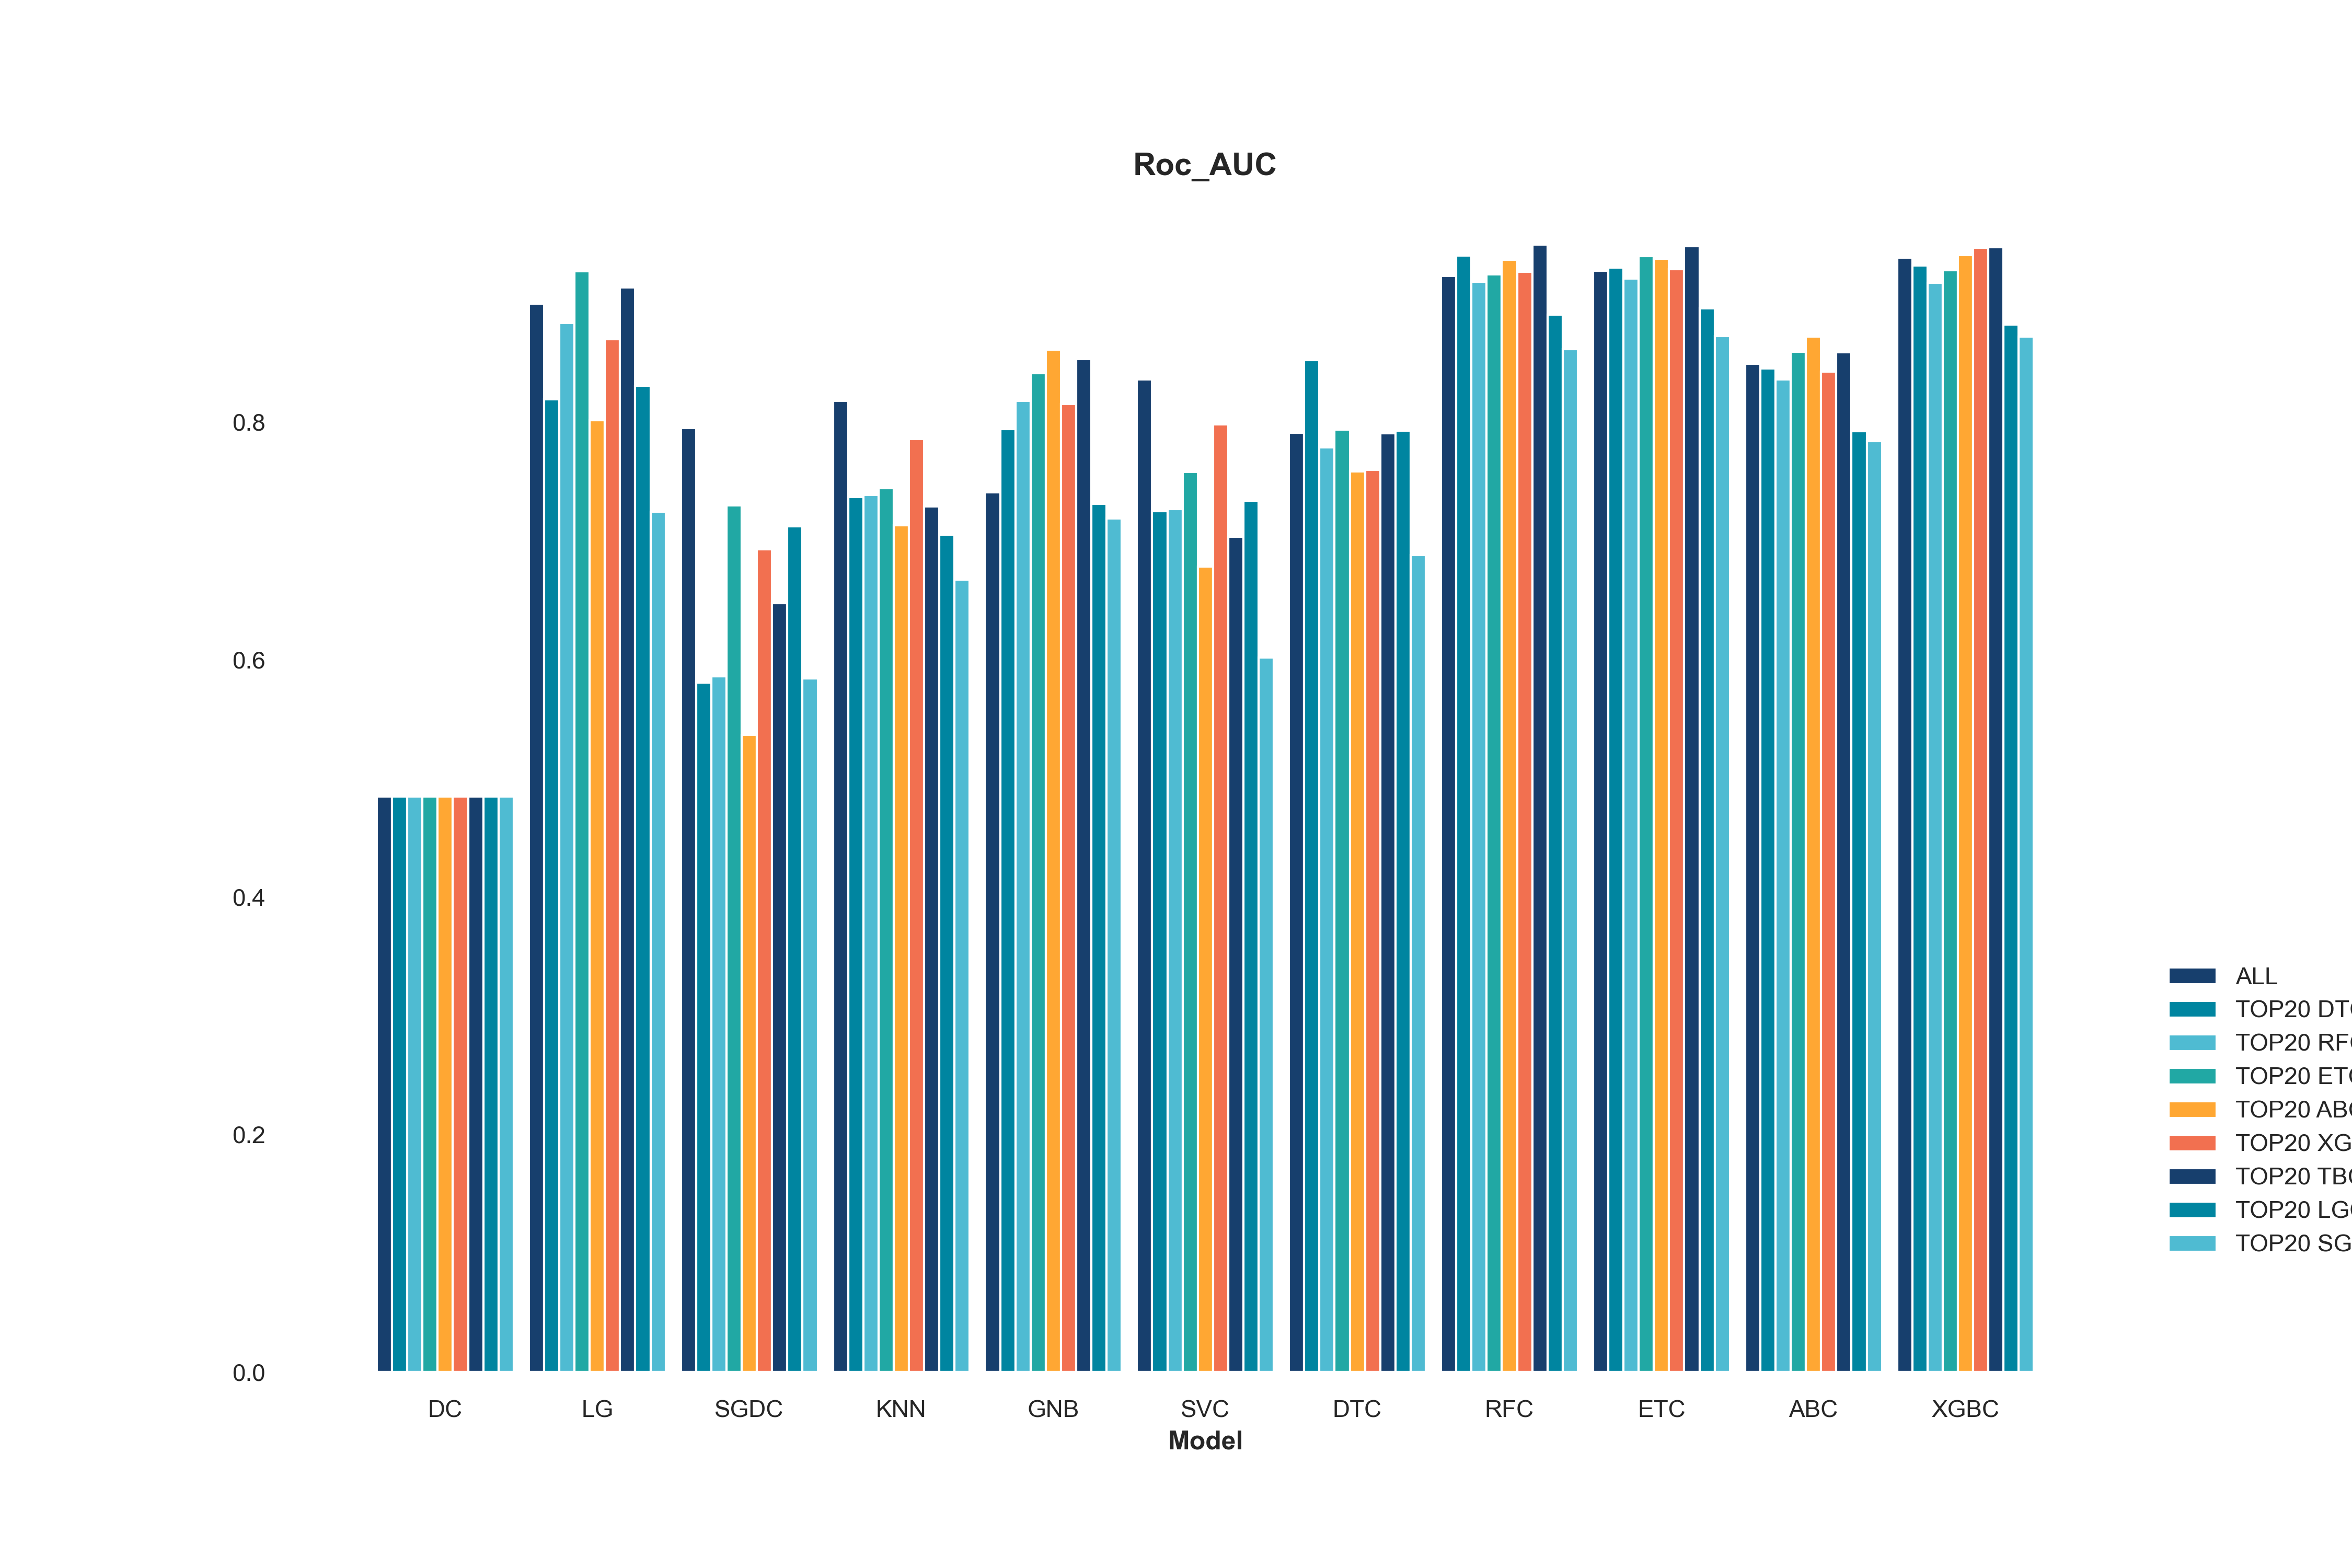 Roc_AUC
0.8
0.6
0.4
0.2
0.0
DC LG SGDC KNN GNB SVC DTC RFC ETC ABC XGBC
Model
ALL
TOP20 DT
TOP20 RF
TOP20 ET
TOP20 AB
TOP20 XG
TOP20 TB
TOP20 LG
TOP20 SG